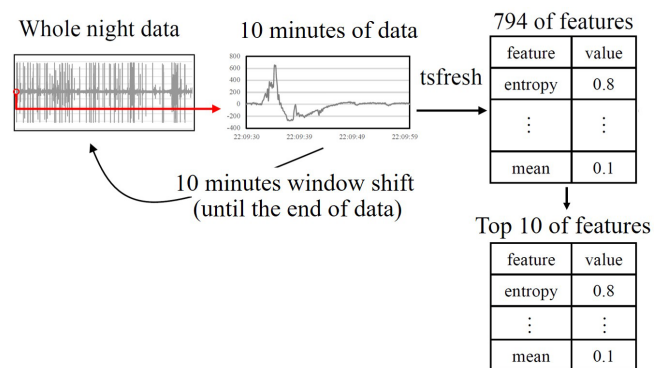 Whole night data
10 minutes of data
800
600
400
200
0
-200
-400
22:09:30
22:09:39
22:09:49
22:09:59
tsfresh
794 of features
feature value
entropy 0.8
⋮ ⋮
mean 0.1
10 minutes window shift
(until the end of data)
Top 10 of features
feature value
entropy 0.8
⋮ ⋮
mean 0.1